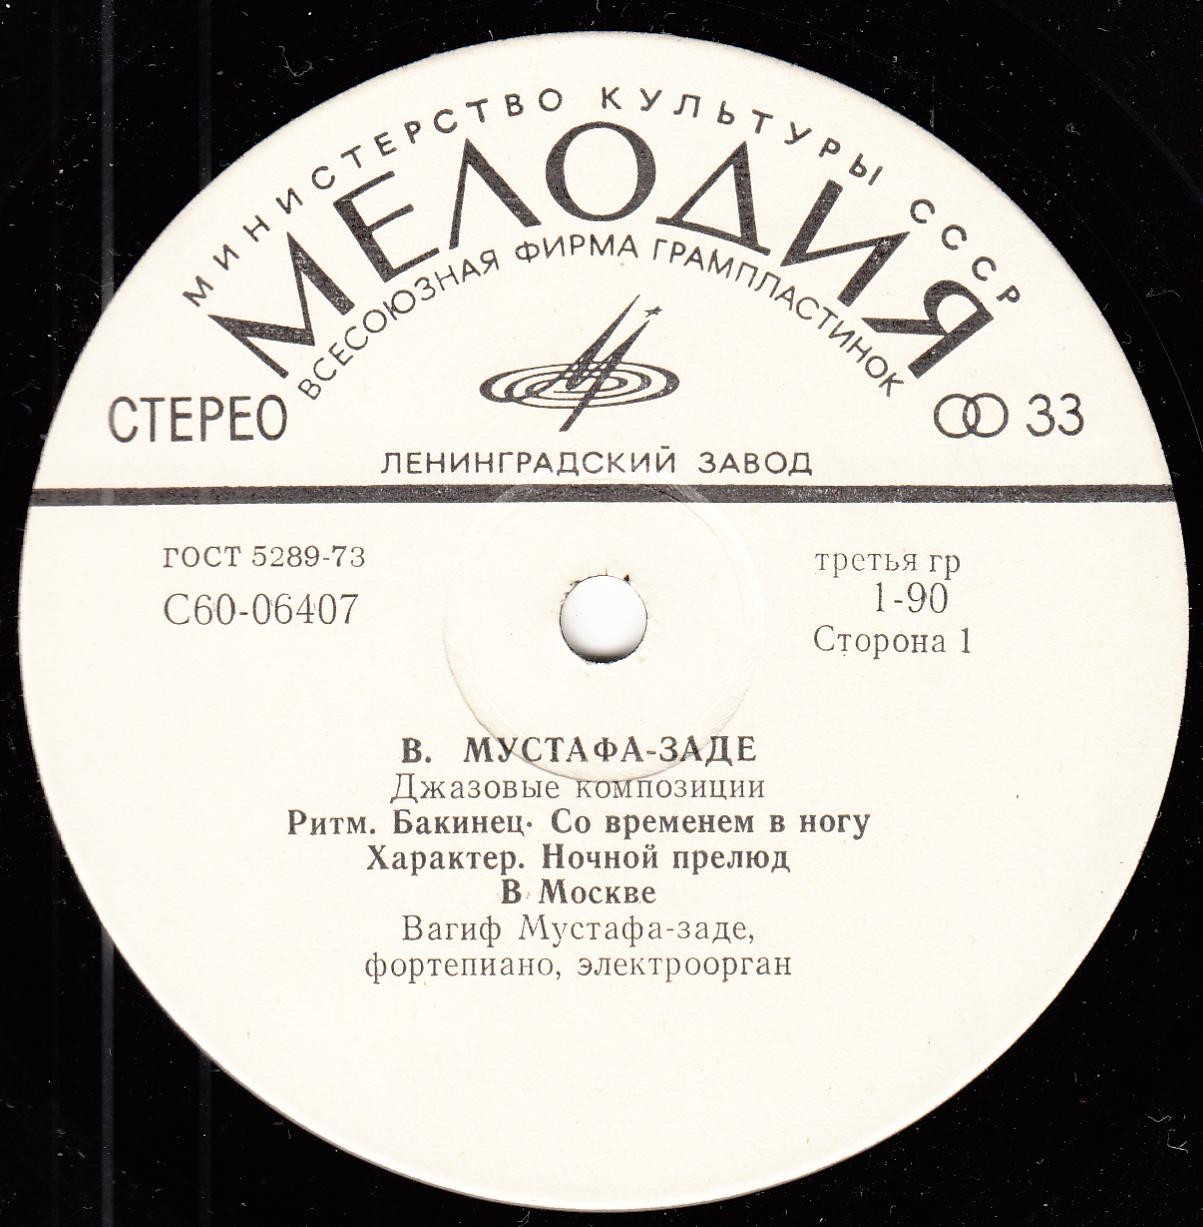 МИНИСТЕРСТВО КУЛЬТУРЫ СССР
МЕЛОДИЯ
ВСЕСОЮЗНАЯ ФИРМА ГРАМПЛАСТИНОК
СТЕРЕО
33
ЛЕНИНГРАДСКИЙ ЗАВОД
ГОСТ 5289-73
С60-06407
третья гр
1-90
Сторона 1
В. МУСТАФА-ЗАДЕ
Джазовые композиции
Ритм. Бакинец. Со временем в ногу
Характер. Ночной прелюд
В Москве
Вагиф Мустафа-заде,
фортепиано, электроорган